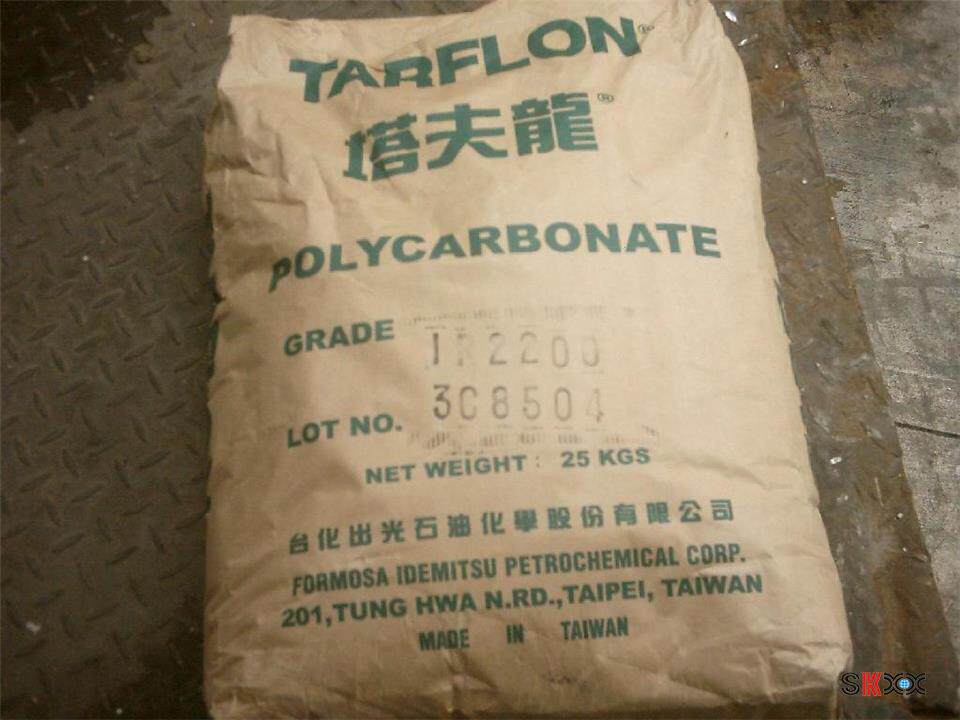 TARFLON®
塔夫龍®
POLYCARBONATE
GRADE IR2200
LOT NO. 3C8504
NET WEIGHT : 25 KGS
台化出光石油化學股份有限公司
FORMOSA IDEMITSU PETROCHEMICAL CORP.
201,TUNG HWA N.RD.,TAIPEI, TAIWAN
MADE IN TAIWAN